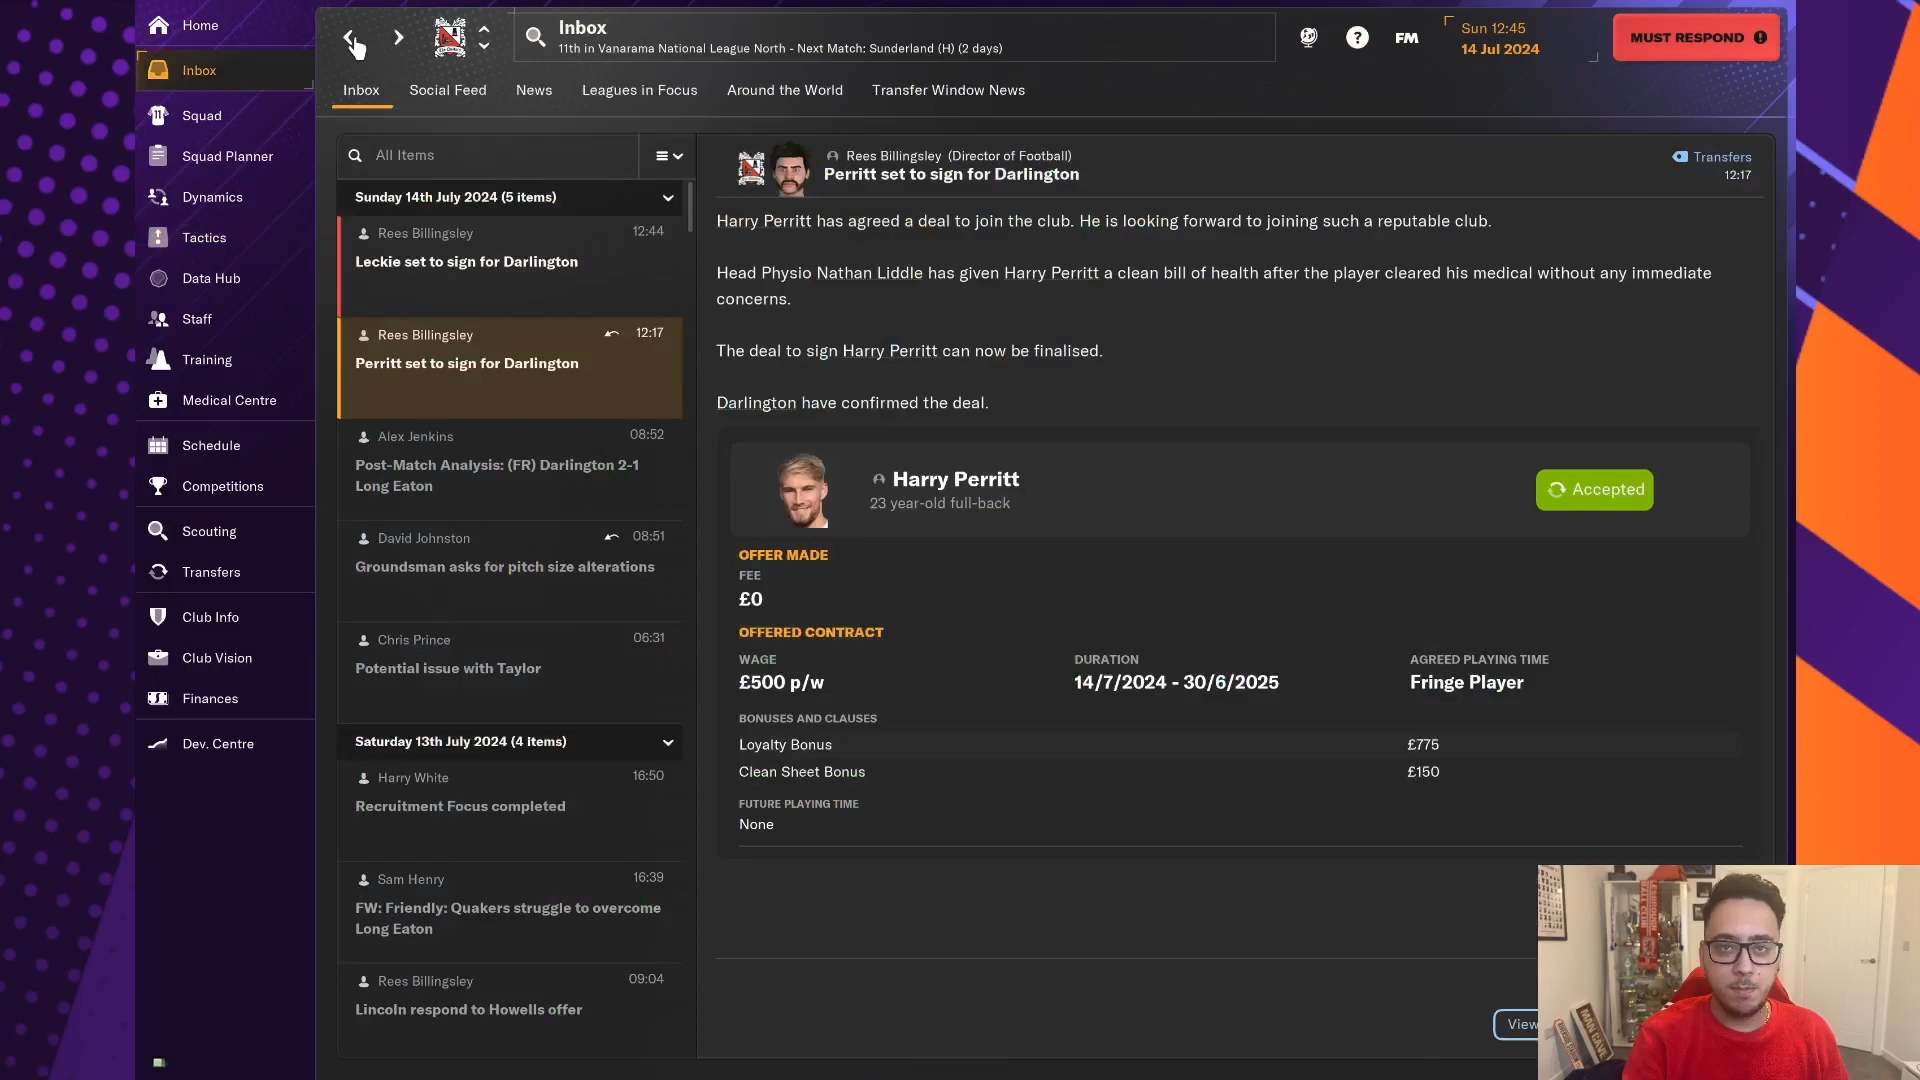 Home
Inbox
Squad
Squad Planner
Dynamics
Tactics
Data Hub
Staff
Training
Medical Centre
Schedule
Competitions
Scouting
Transfers
Club Info
Club Vision
Finances
Dev. Centre
Inbox
11th in Vanarama National League North - Next Match: Sunderland (H) (2 days)
FM
Sun 12:45
14 Jul 2024
MUST RESPOND
Inbox
Social Feed
News
Leagues in Focus
Around the World
Transfer Window News
All Items
Sunday 14th July 2024 (5 items)
Rees Billingsley 12:44
Leckie set to sign for Darlington
Rees Billingsley 12:17
Perritt set to sign for Darlington
Alex Jenkins 08:52
Post-Match Analysis: (FR) Darlington 2-1
Long Eaton
David Johnston 08:51
Groundsman asks for pitch size alterations
Chris Prince 06:31
Potential issue with Taylor
Saturday 13th July 2024 (4 items)
Harry White 16:50
Recruitment Focus completed
Sam Henry 16:39
FW: Friendly: Quakers struggle to overcome
Long Eaton
Rees Billingsley 09:04
Lincoln respond to Howells offer
Rees Billingsley (Director of Football)
Perritt set to sign for Darlington
Transfers
12:17
Harry Perritt has agreed a deal to join the club. He is looking forward to joining such a reputable club.
Head Physio Nathan Liddle has given Harry Perritt a clean bill of health after the player cleared his medical without any immediate
concerns.
The deal to sign Harry Perritt can now be finalised.
Darlington have confirmed the deal.
Harry Perritt
23 year-old full-back
Accepted
OFFER MADE
FEE
£0
OFFERED CONTRACT
WAGE
£500 p/w
DURATION
14/7/2024 - 30/6/2025
AGREED PLAYING TIME
Fringe Player
BONUSES AND CLAUSES
Loyalty Bonus £775
Clean Sheet Bonus £150
FUTURE PLAYING TIME
None
View
MAN CAVE